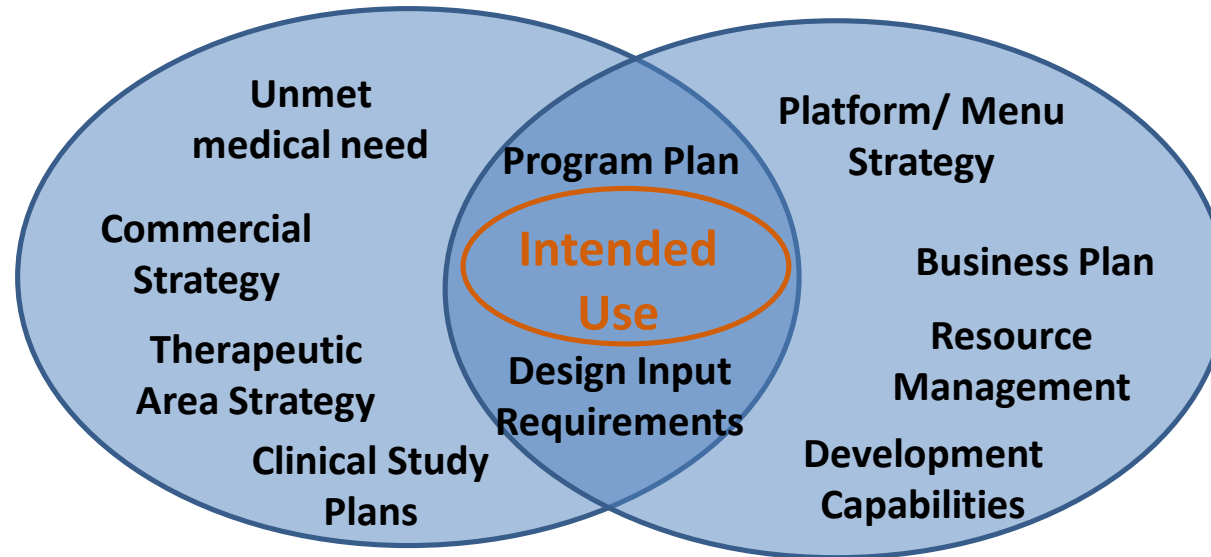 Unmet
medical need
Commercial
Strategy
Therapeutic
Area Strategy
Clinical Study
Plans
Program Plan
Intended
Use
Design Input
Requirements
Platform/ Menu
Strategy
Business Plan
Resource
Management
Development
Capabilities